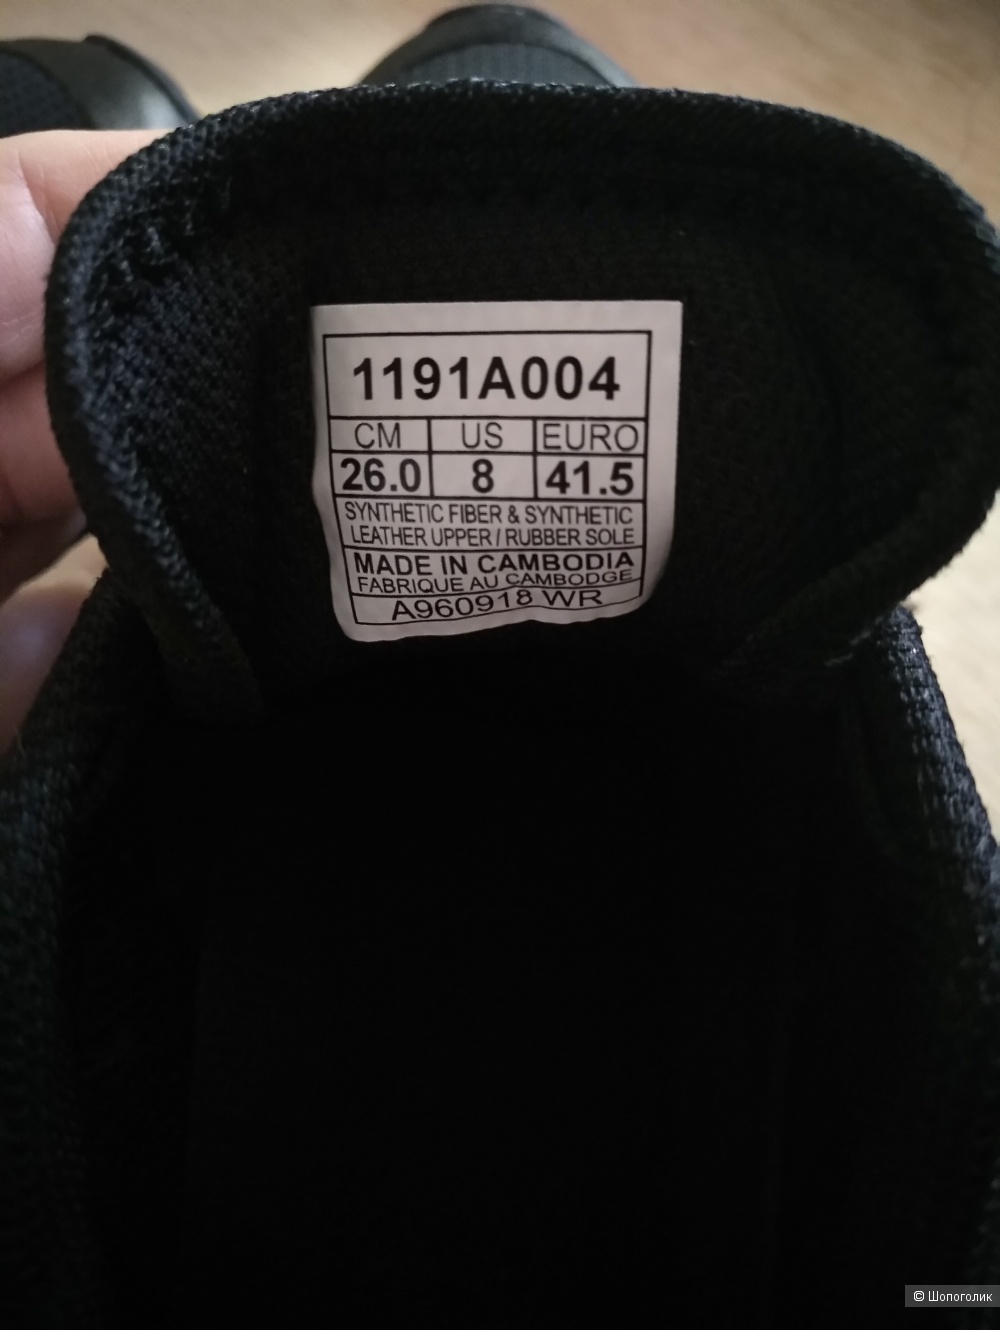 1191A004
CM US EURO
26.0 8 41.5
SYNTHETIC FIBER & SYNTHETIC
LEATHER UPPER / RUBBER SOLE
MADE IN CAMBODIA
FABRIQUE AU CAMBODGE
A960918 WR
© Шопоголик